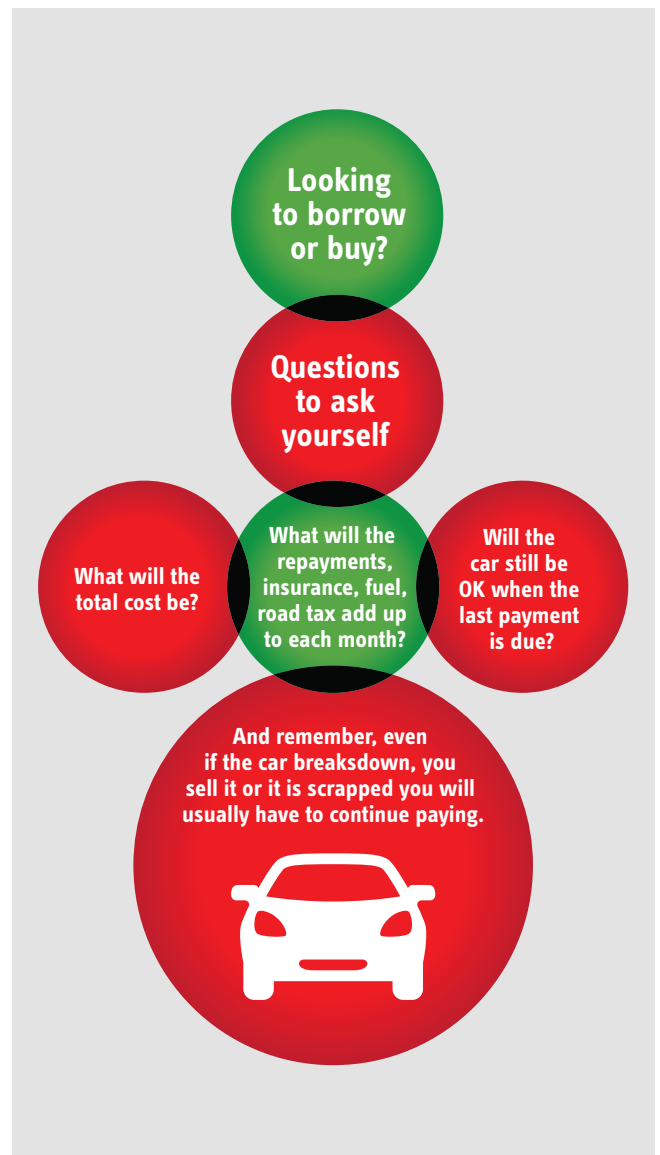 Looking
to borrow
or buy?
Questions
to ask
yourself
What will the
total cost be?
What will the
repayments,
insurance, fuel,
road tax add up
to each month?
Will the
car still be
OK when the
last payment
is due?
And remember, even
if the car breaksdown, you
sell it or it is scrapped you will
usually have to continue paying.